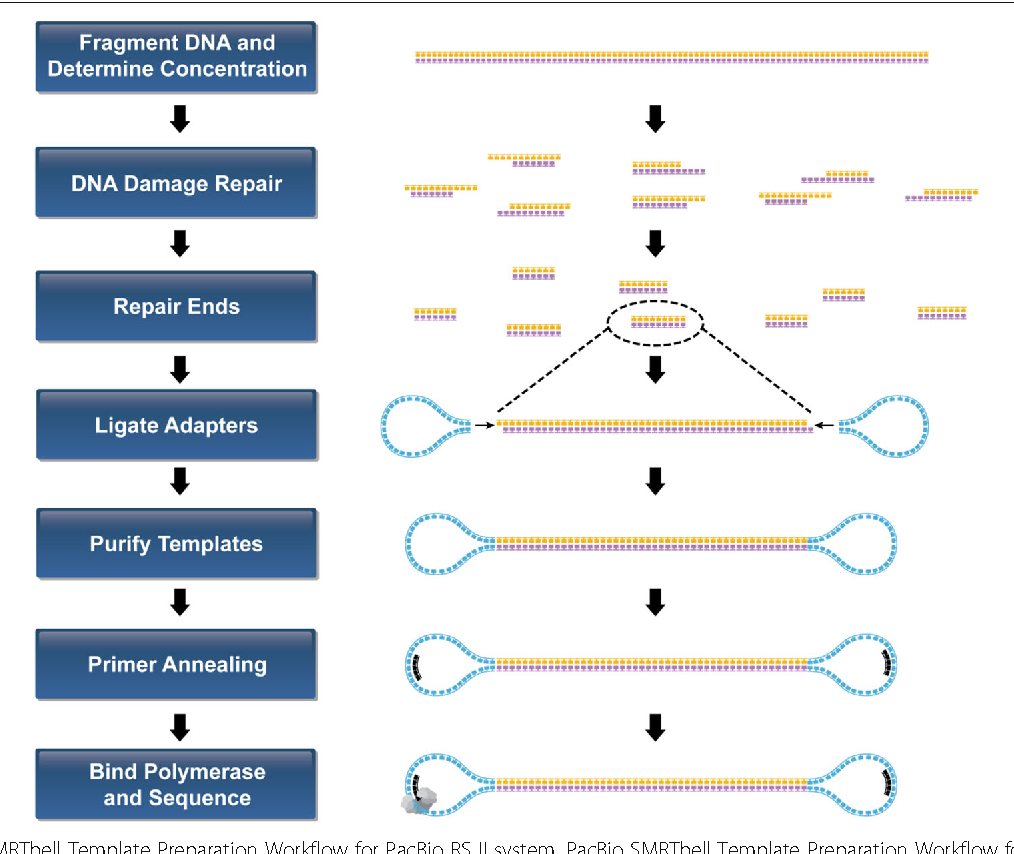 Fragment DNA and
Determine Concentration
DNA Damage Repair
Repair Ends
Ligate Adapters
Purify Templates
Primer Annealing
Bind Polymerase
and Sequence
MRTbell Template Preparation Workflow for PacBio RS II system. PacBio SMRTbell Template Preparation Workflow